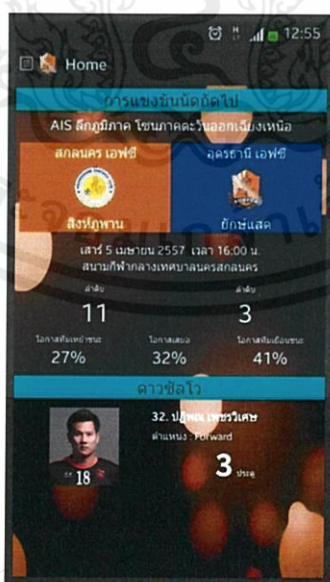 12:55
Home
การแข่งขันนัดถัดไป
AIS ลีกภูมิภาค โซนภาคตะวันออกเฉียงเหนือ
สกลนคร เอฟซี
อุดรธานี เอฟซี
สิงห์ภูพาน
ยักษ์แสด
เสาร์ 5 เมษายน 2557 เวลา 16:00 น.
สนามกีฬากลางเทศบาลนครสกลนคร
ลำดับ
ลำดับ
11
3
โอกาสทีมเหย้าชนะ
โอกาสเสมอ
โอกาสทีมเยือนชนะ
27%
32%
41%
ดาวซัลโว
32. ปฏิพณ เพชรวิเศษ
ตำแหน่ง : Forward
3 ประตู
18